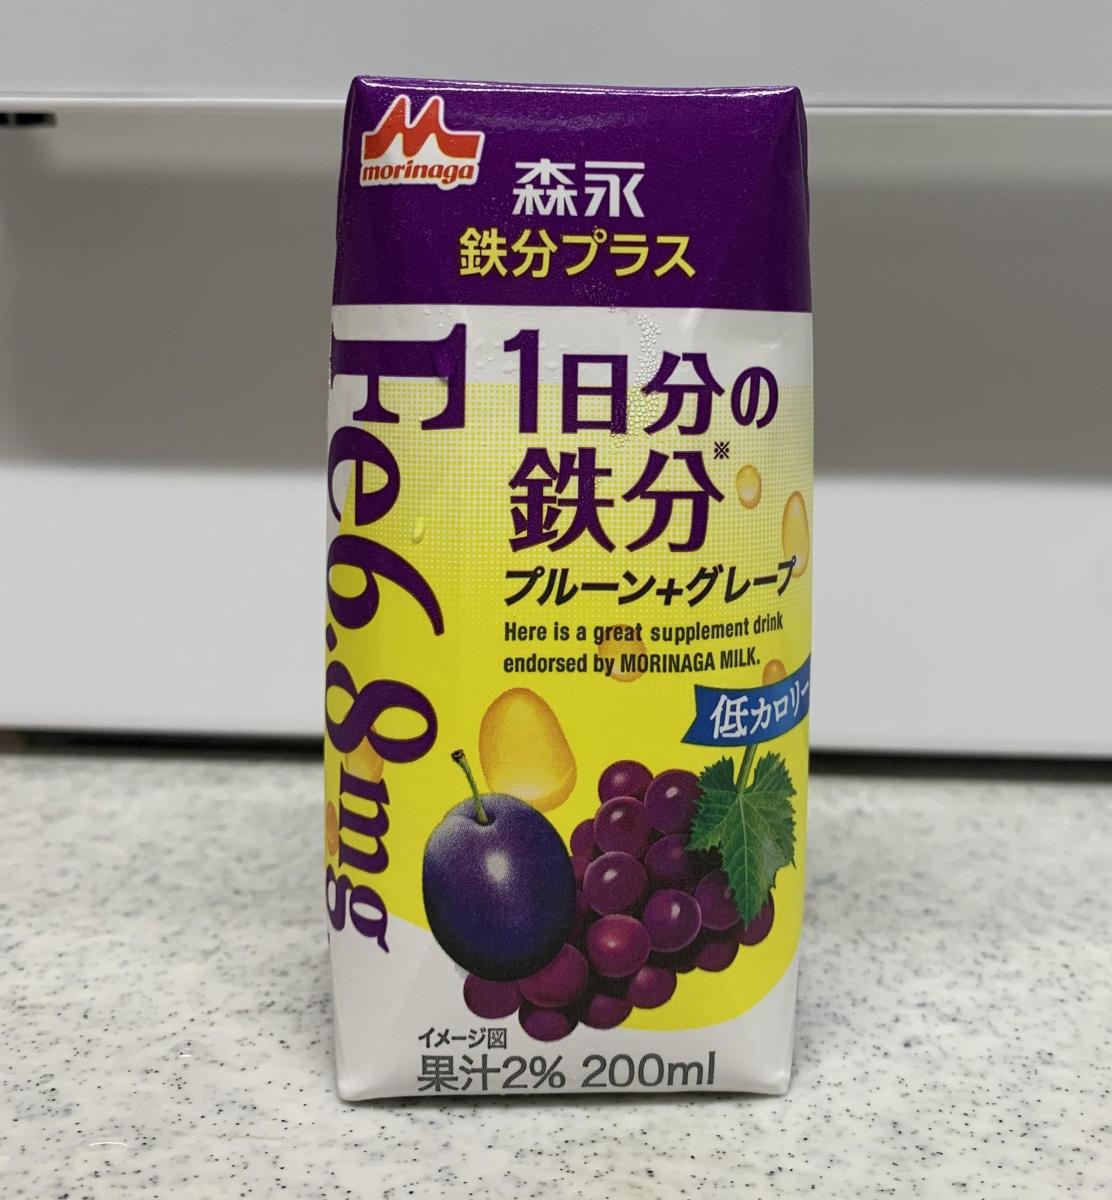 morinaga
森永
鉄分プラス
1日分の
鉄分※
プルーン+グレープ
Here is a great supplement drink
endorsed by MORINAGA MILK.
低カロリー
Fe6.8mg
イメージ図
果汁2% 200ml